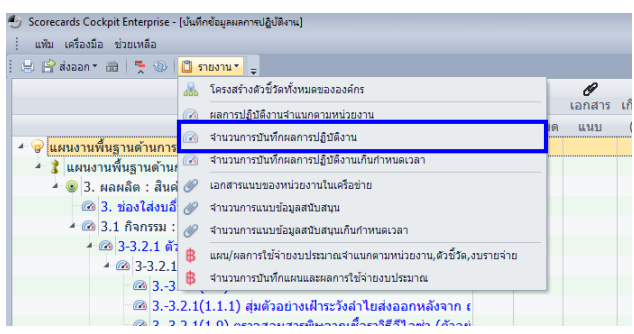 Scorecards Cockpit Enterprise - [บันทึกข้อมูลผลการปฏิบัติงาน]
แฟ้ม เครื่องมือ ช่วยเหลือ
ส่งออก รายงาน
โครงสร้างตัวชี้วัดทั้งหมดขององค์กร
เอกสาร
ผลการปฏิบัติงานจำแนกตามหน่วยงาน
แนบ
จำนวนการบันทึกผลการปฏิบัติงาน
แผนงานพื้นฐานด้านการ
จำนวนการบันทึกผลการปฏิบัติงานเกินกำหนดเวลา
แผนงานพื้นฐานด้าน
เอกสารแนบของหน่วยงานในเครือข่าย
3. ผลผลิต : สินค้
จำนวนการแนบข้อมูลสนับสนุน
3. ช่องใส่งบ
จำนวนการแนบข้อมูลสนับสนุนเกินกำหนดเวลา
3.1 กิจกรรม :
แผน/ผลการใช้จ่ายงบประมาณจำแนกตามหน่วยงาน,ตัวชี้วัด,งบรายจ่าย
3-3.2.1 ตัว
จำนวนการบันทึกแผนและผลการใช้จ่ายงบประมาณ
3-3.2.1
3.-3
3.-3.2.1(1.1.1) สุ่มตัวอย่างเฝ้าระวังลำไยส่งออกหลังจาก